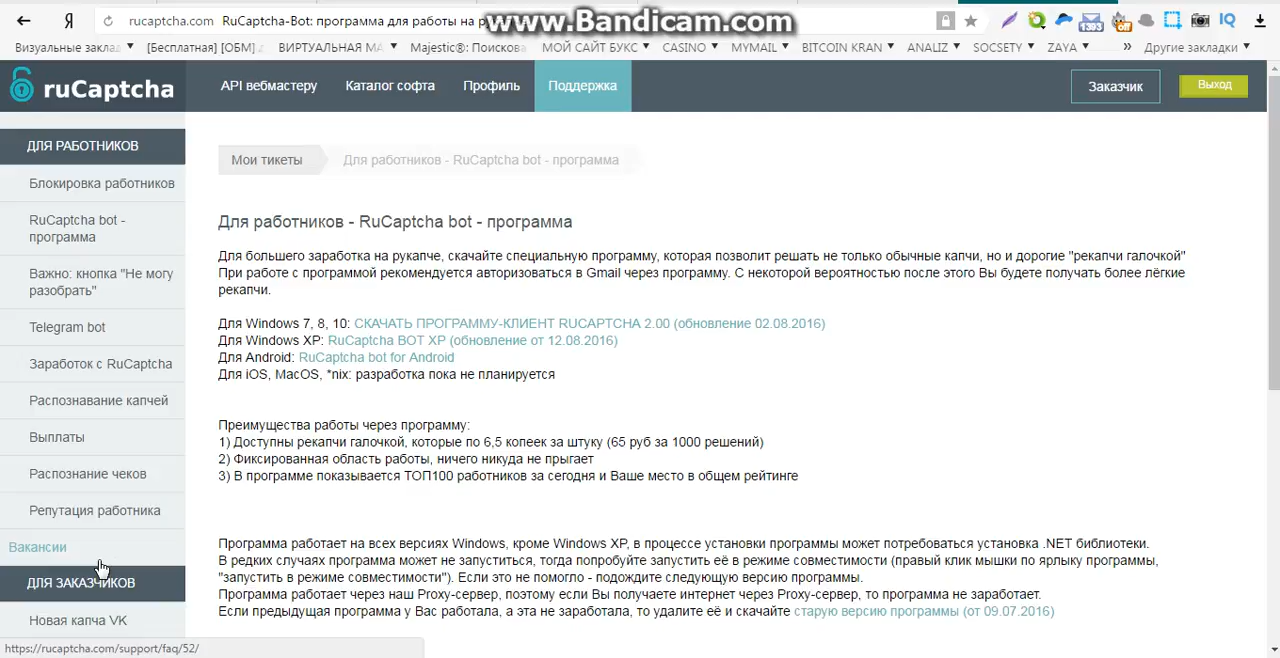 rucaptcha.com RuCaptcha-Bot: программа для работы на р
www.Bandicam.com
Визуальные заклад
[Бесплатная] [ОБМ]
ВИРТУАЛЬНАЯ МА
Majestic®: Поискова
МОЙ САЙТ БУКС
CASINO
MYMAIL
BITCOIN KRAN
ANALIZ
SOCSETY
ZAYA
» Другие закладки
ruCaptcha
API вебмастеру
Каталог софта
Профиль
Поддержка
Заказчик
Выход
ДЛЯ РАБОТНИКОВ
Блокировка работников
RuCaptcha bot -
программа
Важно: кнопка "Не могу
разобрать"
Telegram bot
Заработок с RuCaptcha
Распознавание капчей
Выплаты
Распознание чеков
Репутация работника
Вакансии
ДЛЯ ЗАКАЗЧИКОВ
Новая капча VK
Мои тикеты
Для работников - RuCaptcha bot - программа
Для работников - RuCaptcha bot - программа
Для большего заработка на рукапче, скачайте специальную программу, которая позволит решать не только обычные капчи, но и дорогие "рекапчи галочкой"
При работе с программой рекомендуется авторизоваться в Gmail через программу. С некоторой вероятностью после этого Вы будете получать более лёгкие
рекапчи.
Для Windows 7, 8, 10: СКАЧАТЬ ПРОГРАММУ-КЛИЕНТ RUCAPTCHA 2.00 (обновление 02.08.2016)
Для Windows XP: RuCaptcha BOT XP (обновление от 12.08.2016)
Для Android: RuCaptcha bot for Android
Для iOS, MacOS, *nix: разработка пока не планируется
Преимущества работы через программу:
1) Доступны рекапчи галочкой, которые по 6,5 копеек за штуку (65 руб за 1000 решений)
2) Фиксированная область работы, ничего никуда не прыгает
3) В программе показывается ТОП100 работников за сегодня и Ваше место в общем рейтинге
Программа работает на всех версиях Windows, кроме Windows XP, в процессе установки программы может потребоваться установка .NET библиотеки.
В редких случаях программа может не запуститься, тогда попробуйте запустить её в режиме совместимости (правый клик мышки по ярлыку программы,
"запустить в режиме совместимости"). Если это не помогло - подождите следующую версию программы.
Программа работает через наш Proxy-сервер, поэтому если Вы получаете интернет через Proxy-сервер, то программа не заработает.
Если предыдущая программа у Вас работала, а эта не заработала, то удалите её и скачайте старую версию программы (от 09.07.2016)
https://rucaptcha.com/support/faq/52/